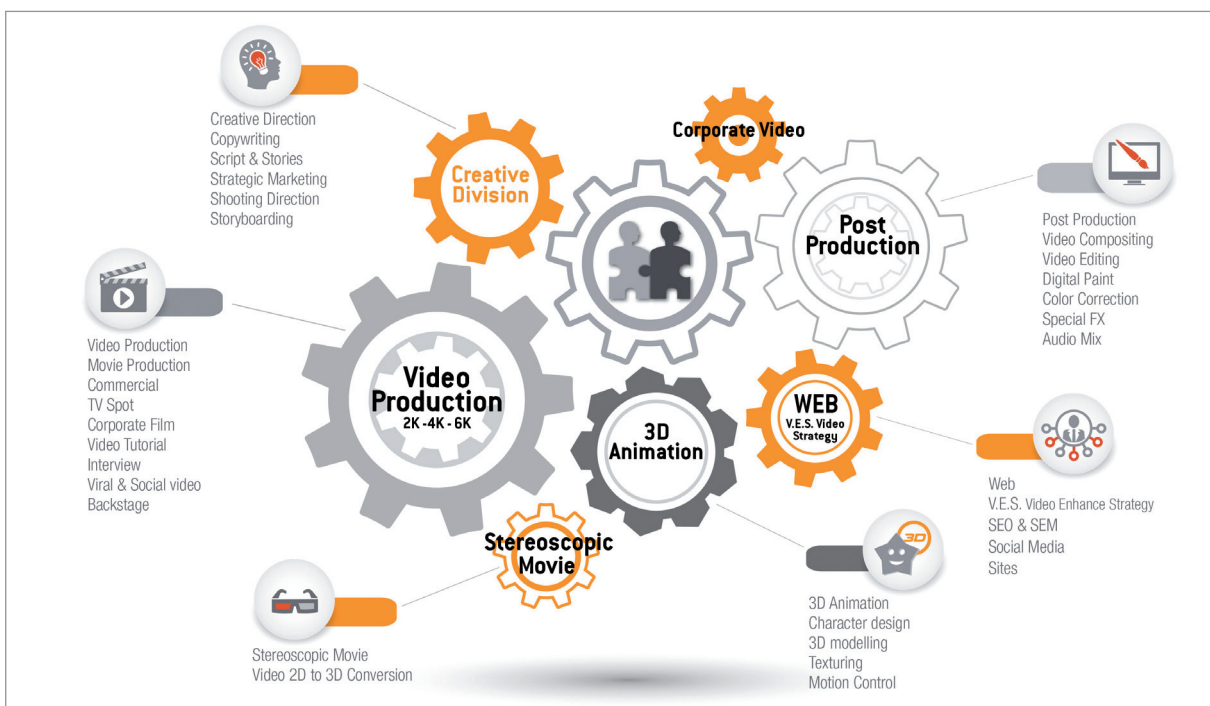 Creative Direction
Copywriting
Script & Stories
Strategic Marketing
Shooting Direction
Storyboarding
Creative
Division
Corporate Video
Post
Production
Post Production
Video Compositing
Video Editing
Digital Paint
Color Correction
Special FX
Audio Mix
Video Production
Movie Production
Commercial
TV Spot
Corporate Film
Video Tutorial
Interview
Viral & Social video
Backstage
Video
Production
2K -4K - 6K
3D
Animation
WEB
V.E.S. Video
Strategy
Web
V.E.S. Video Enhance Strategy
SEO & SEM
Social Media
Sites
Stereoscopic
Movie
Stereoscopic Movie
Video 2D to 3D Conversion
3D
3D Animation
Character design
3D modelling
Texturing
Motion Control